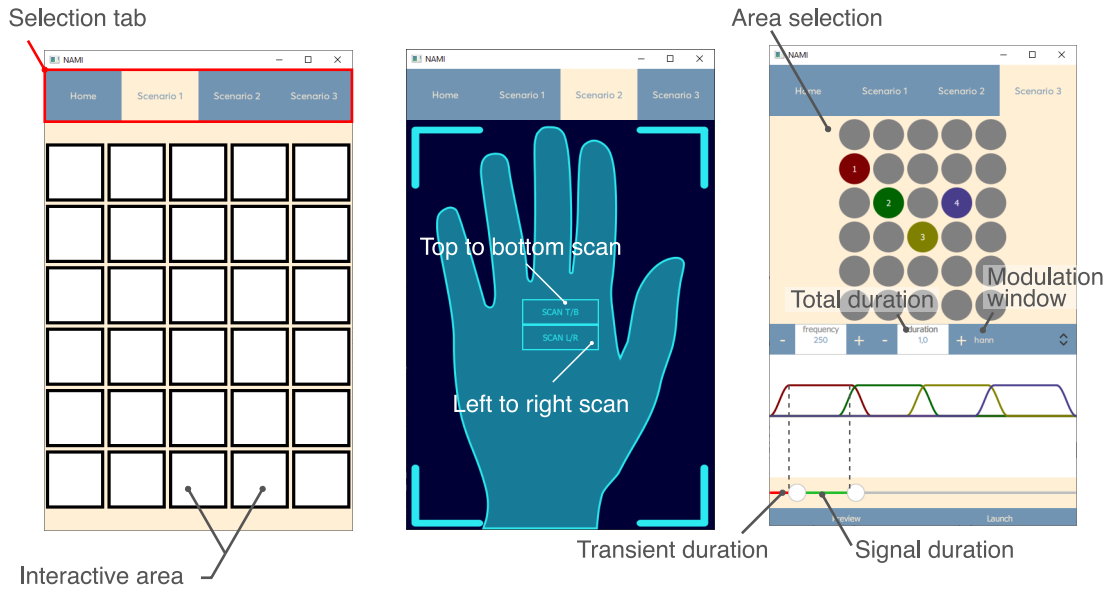 Selection tab
Area selection
NAMI
Home
Scenario 1
Scenario 2
Scenario 3
NAMI
Home
Scenario 1
Scenario 2
Scenario 3
NAMI
Home
Scenario 1
Scenario 2
Scenario 3
1
2
4
3
Top to bottom scan
SCAN T/B
SCAN L/R
Left to right scan
Total duration
Modulation
window
- frequency +
250
- duration +
1,0
hann
Preview
Launch
Transient duration
Signal duration
Interactive area